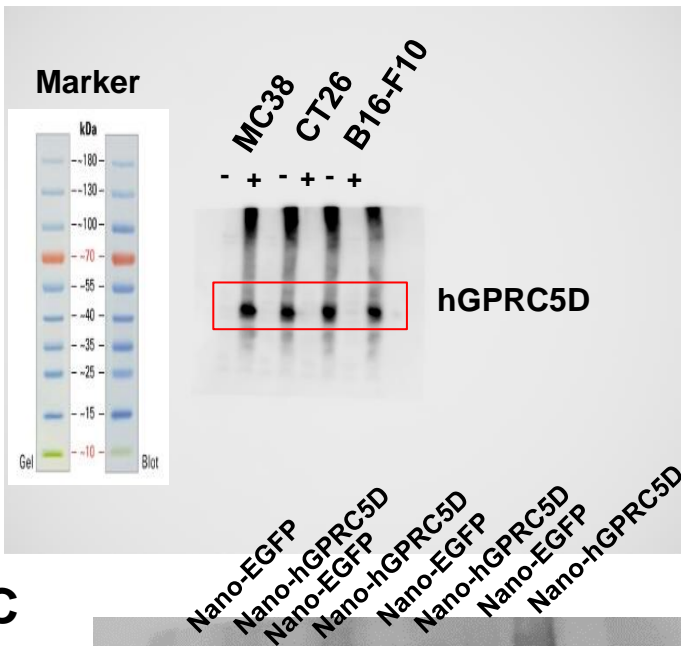 Marker
MC38
CT26
B16-F10
- + - + - +
kDa
~180
~130
~100
~70
~55
~40
~35
~25
~15
~10
Gel
Blot
hGPRC5D
C
Nano-EGFP
Nano-hGPRC5D
Nano-EGFP
Nano-hGPRC5D
Nano-EGFP
Nano-hGPRC5D
Nano-EGFP
Nano-hGPRC5D